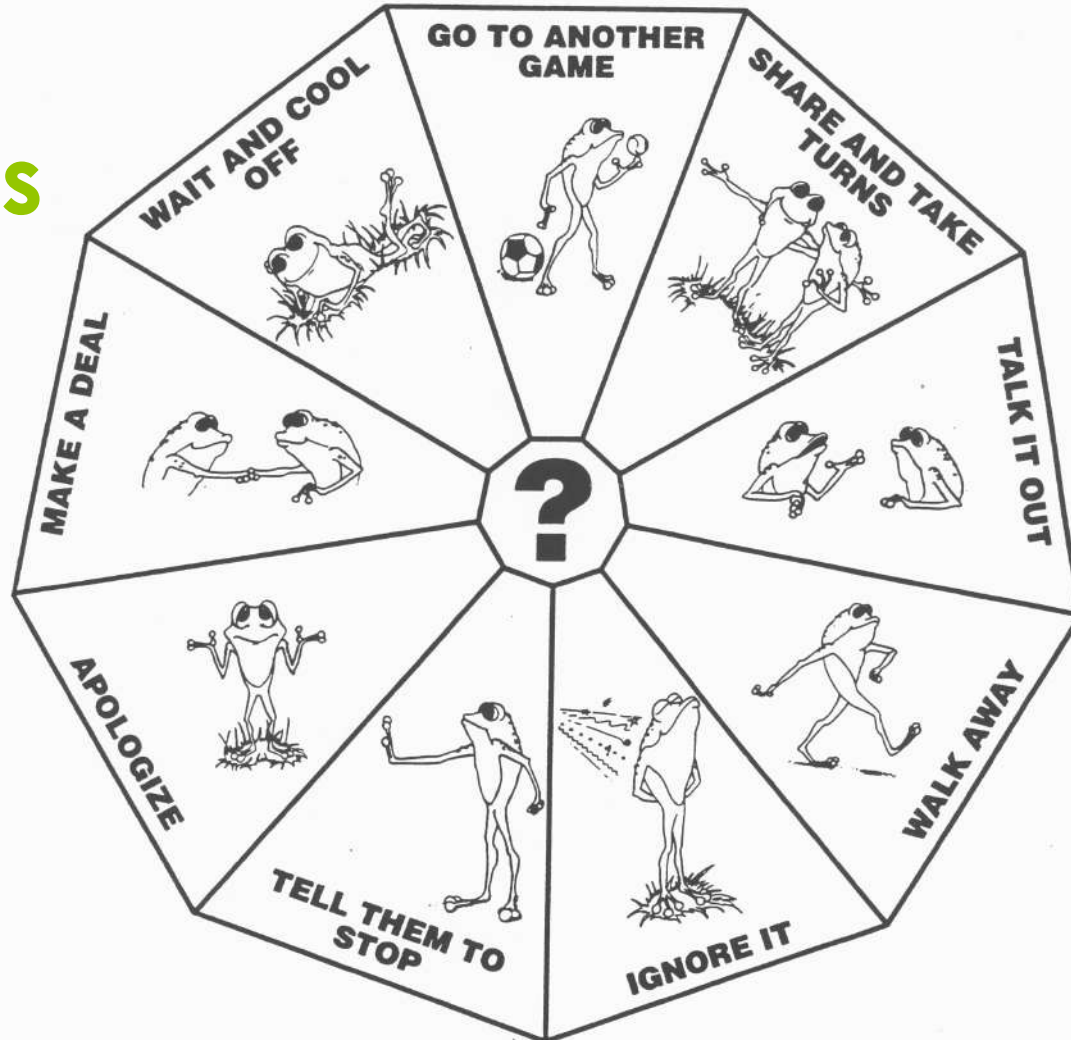 GO TO ANOTHER
GAME
SHARE AND TAKE
TURNS
TALK IT OUT
WALK AWAY
IGNORE IT
TELL THEM TO
STOP
APOLOGIZE
MAKE A DEAL
WAIT AND COOL
OFF
S
?